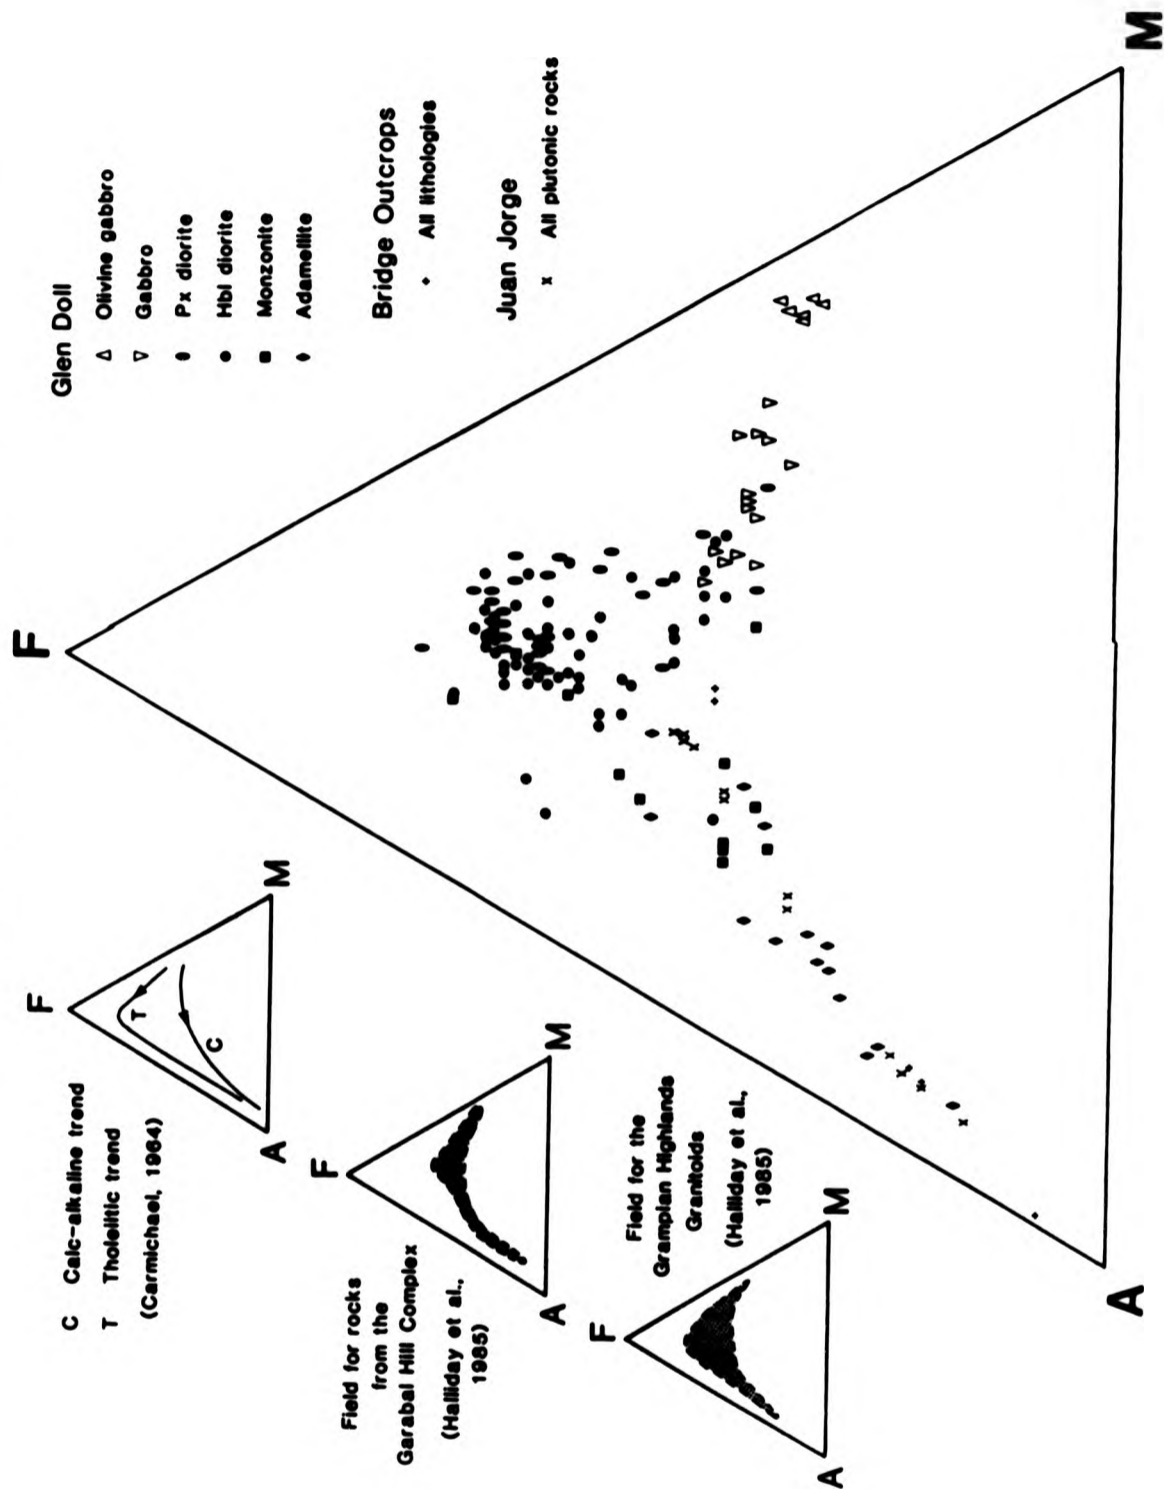 C Calc-alkaline trend
T Tholeiitic trend
(Carmichael, 1964)
F
T
C
A
M
Field for rocks
from the
Garabal Hill Complex
(Halliday et al.,
1985)
F
A
M
Field for the
Grampian Highlands
Granitoids
(Halliday et al.,
1985)
F
A
M
F
A
M
Glen Doll
Olivine gabbro
Gabbro
Px diorite
Hbl diorite
Monzonite
Adamellite
Bridge Outcrops
All lithologies
Juan Jorge
x All plutonic rocks